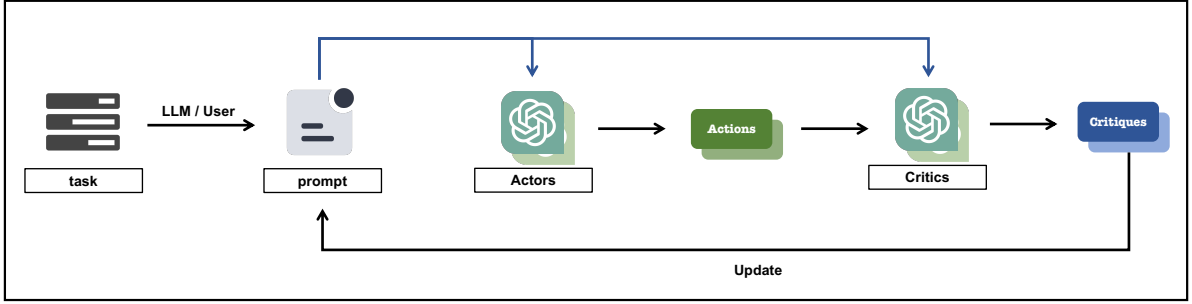 LLM / User
task
prompt
Actors
Actions
Critics
Critiques
Update